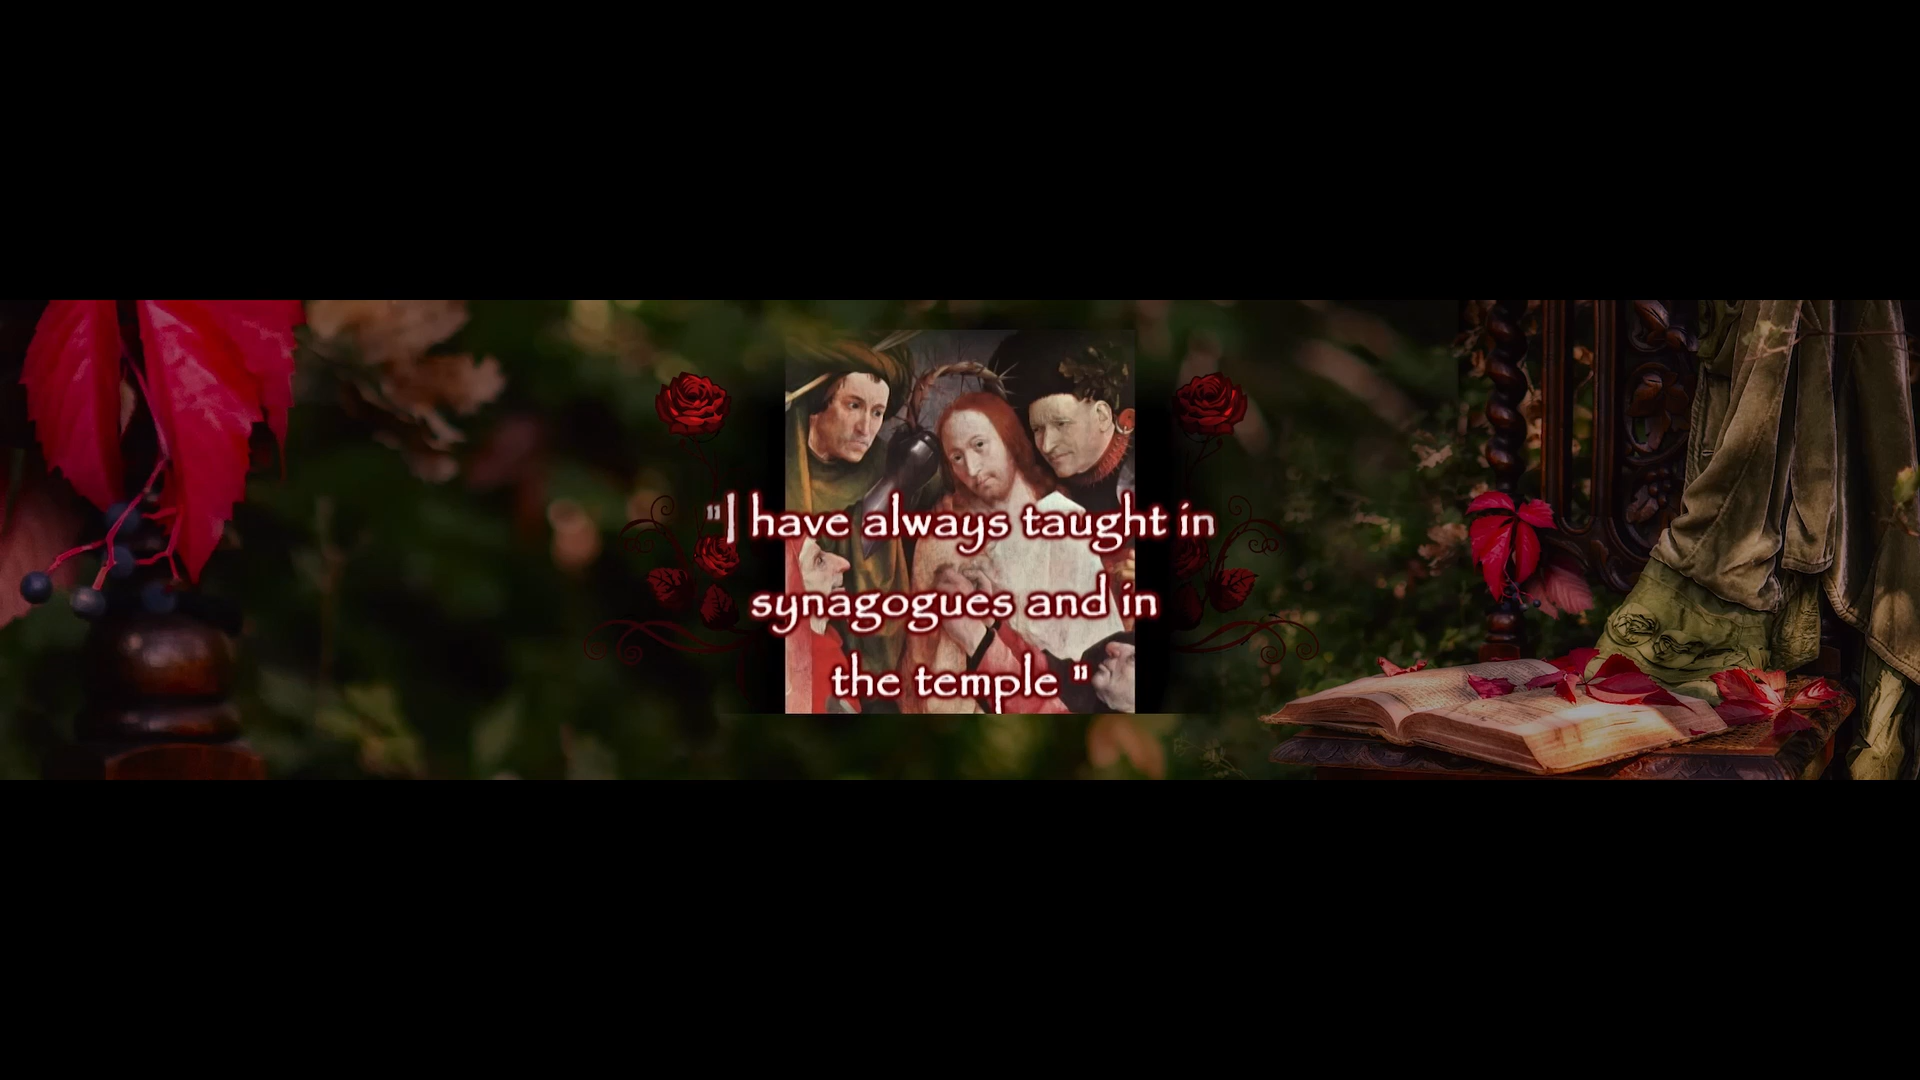 "I have always taught in
synagogues and in
the temple "